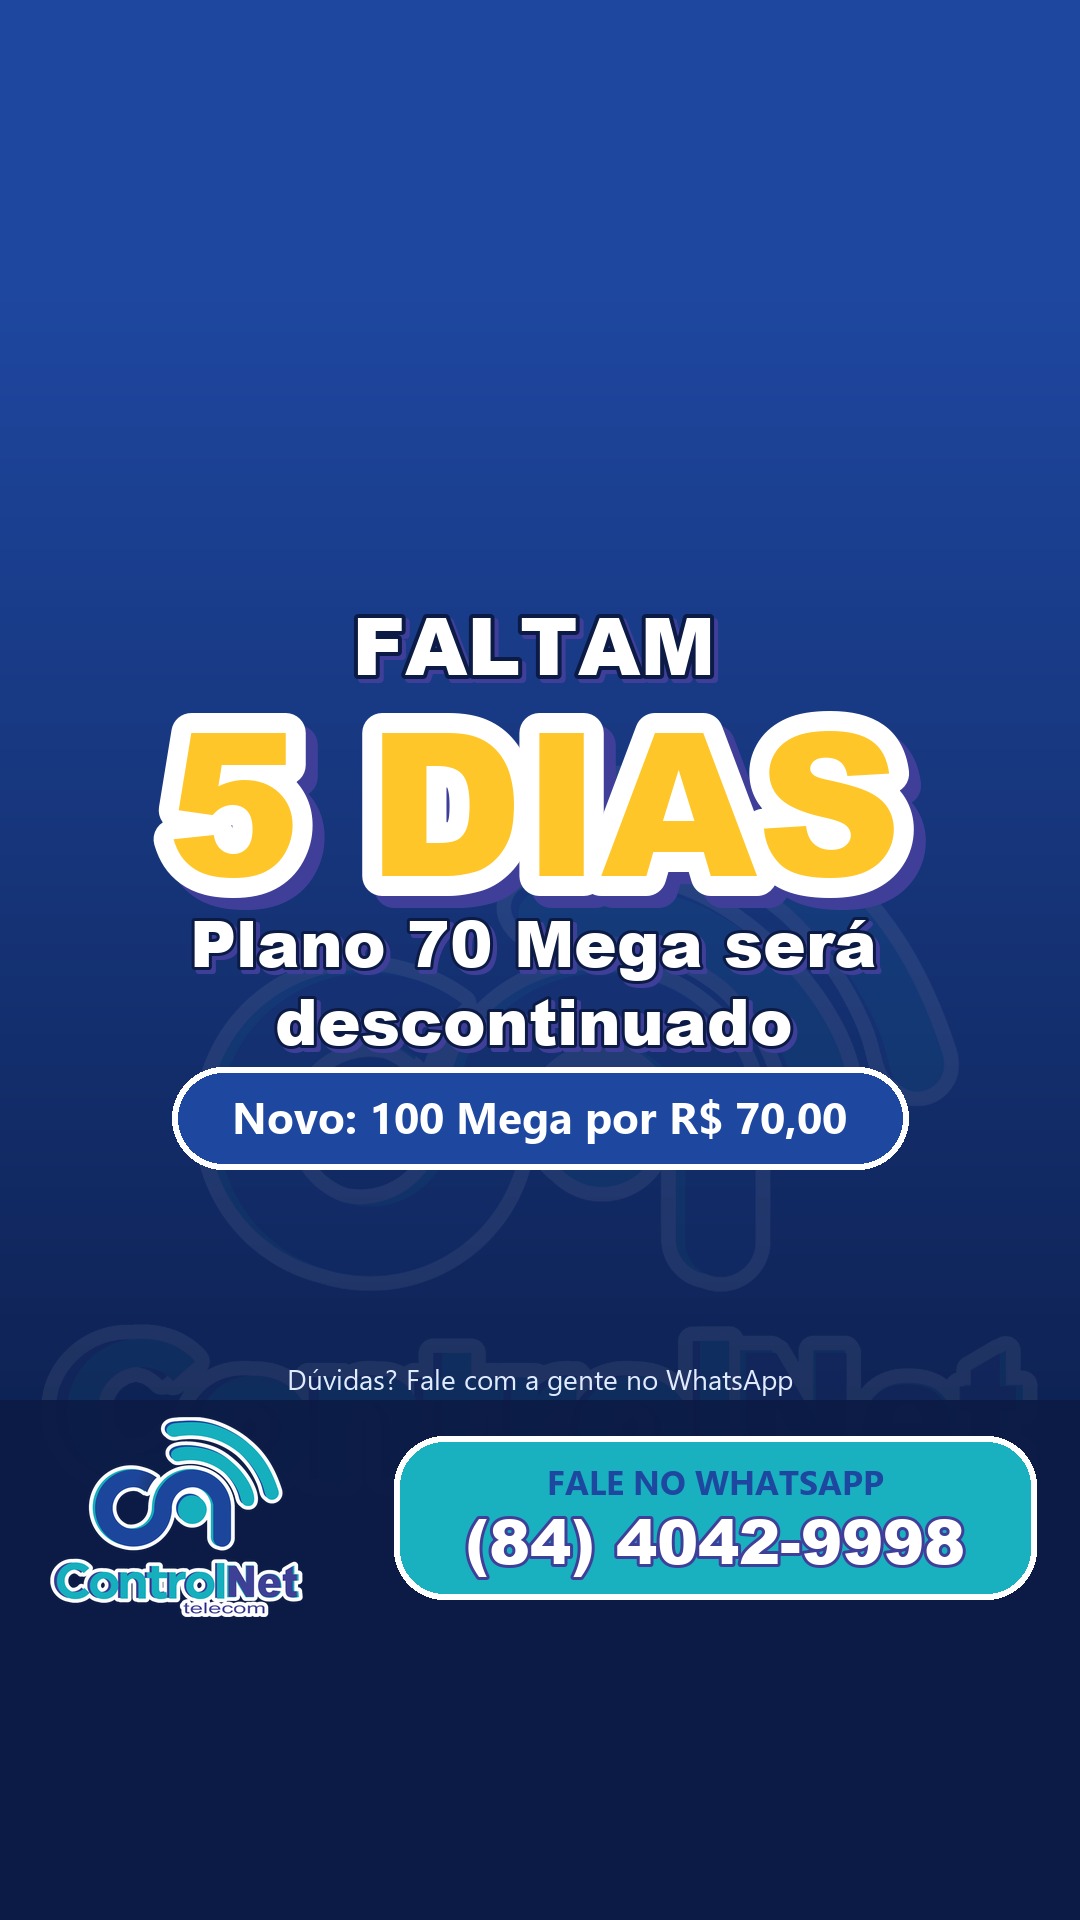 FALTAM
5 DIAS
Plano 70 Mega será
descontinuado
Novo: 100 Mega por R$ 70,00
Dúvidas? Fale com a gente no WhatsApp
ControlNet
telecom
FALE NO WHATSAPP
(84) 4042-9998